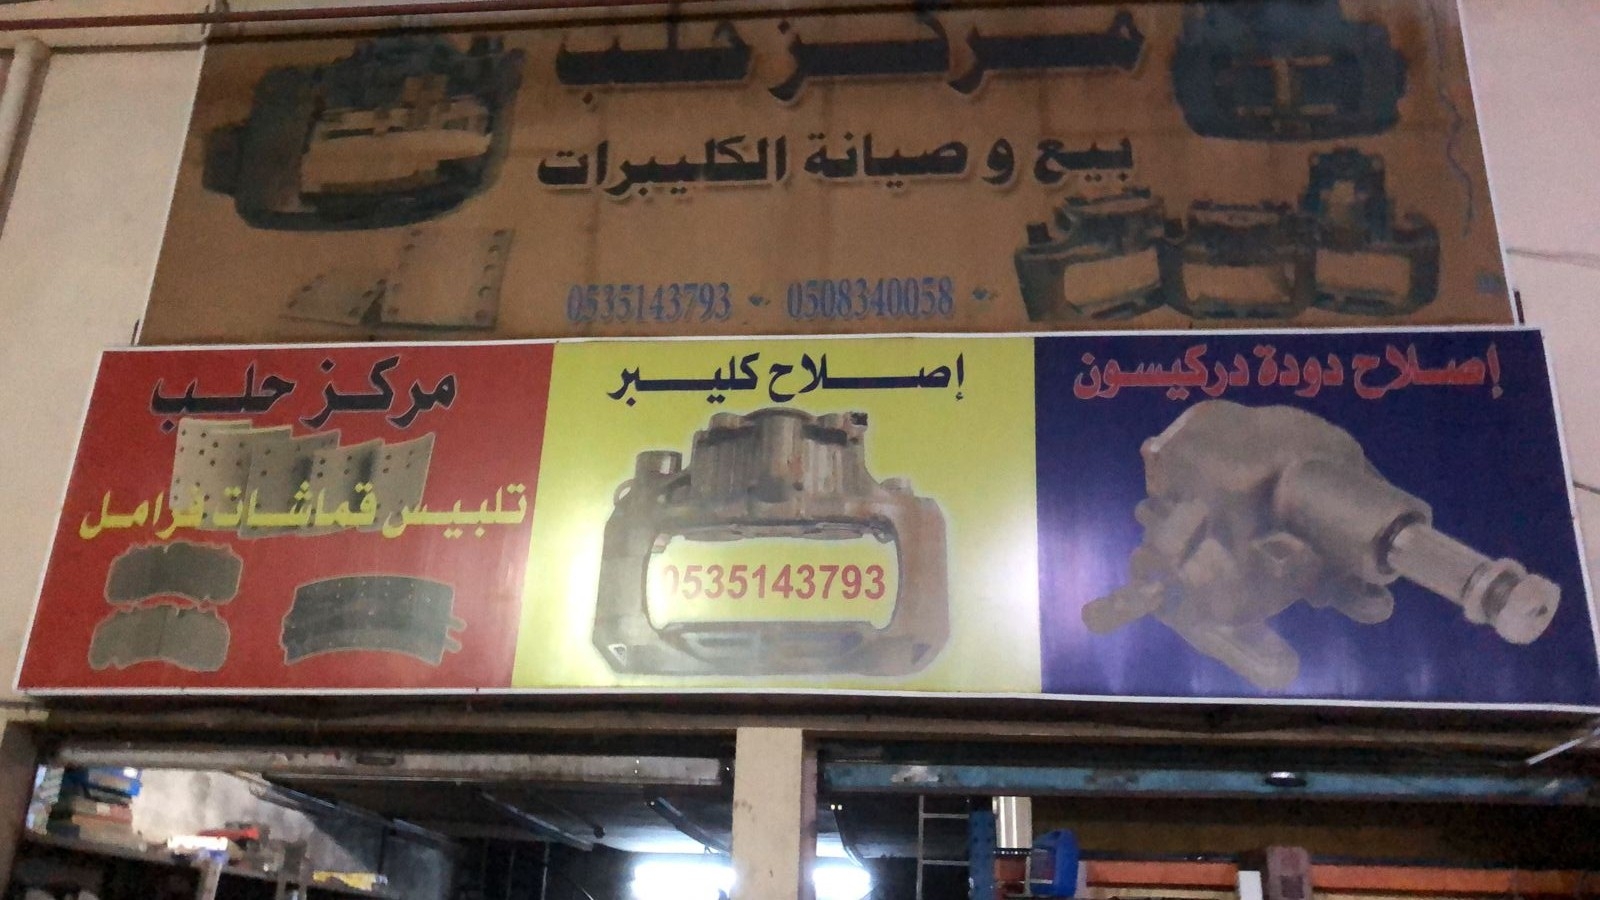 مركز حلب
بيع و صيانة الكليبرات
0535143793 - 0508340058 -
مركز حلب
تلبيس قماشات فرامل
إصلاح كليبر
0535143793
إصلاح دودة دركيسون